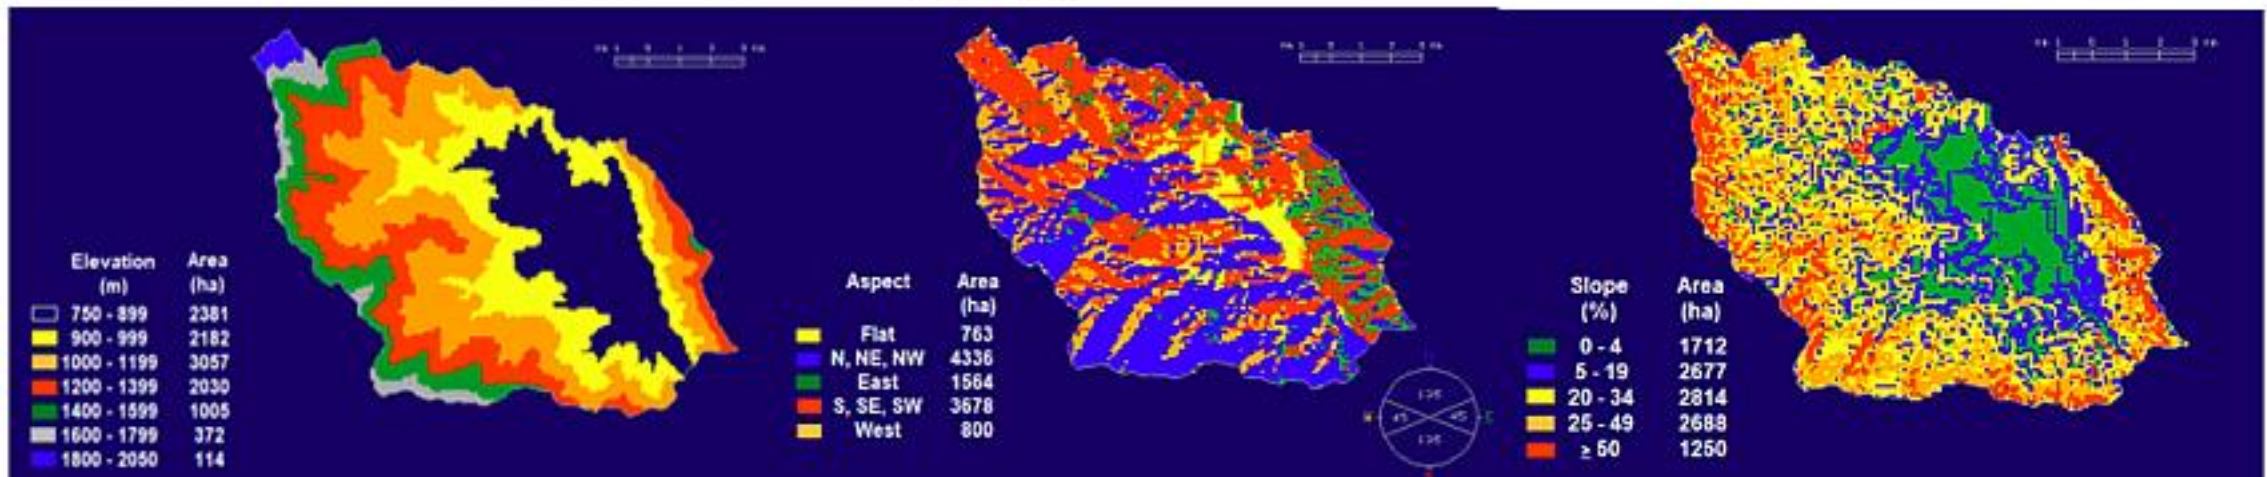 Elevation Area
(m) (ha)
750 - 899 2381
900 - 999 2182
1000 - 1199 3057
1200 - 1399 2030
1400 - 1599 1005
1600 - 1799 372
1800 - 2050 114
Aspect Area
(ha)
Flat 763
N, NE, NW 4336
East 1564
S, SE, SW 3678
West 800
Slope Area
(%) (ha)
0 - 4 1712
5 - 19 2677
20 - 34 2814
25 - 49 2688
≥ 50 1250